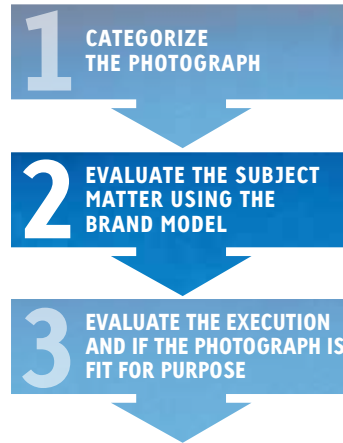 1
CATEGORIZE
THE PHOTOGRAPH
2
EVALUATE THE SUBJECT
MATTER USING THE
BRAND MODEL
3
EVALUATE THE EXECUTION
AND IF THE PHOTOGRAPH IS
FIT FOR PURPOSE